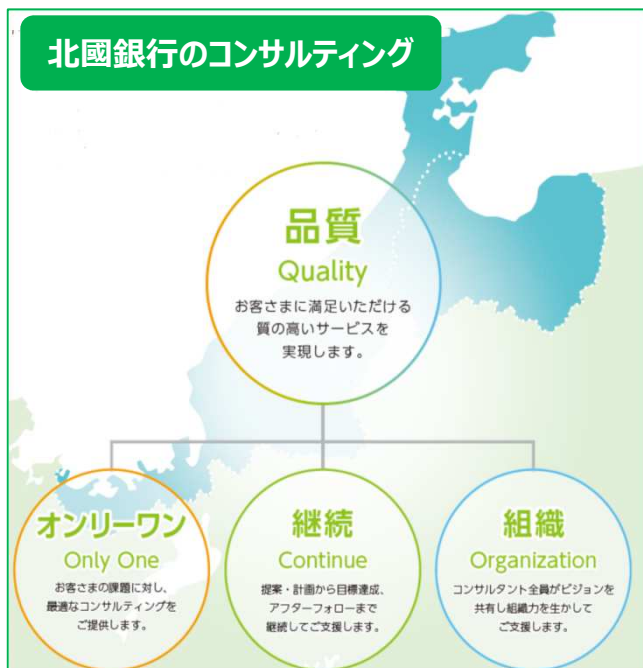 北國銀行のコンサルティング
品質
Quality
お客さまに満足いただける
質の高いサービスを
実現します。
オンリーワン
Only One
お客さまの課題に対し、
最適なコンサルティングを
ご提供します。
継続
Continue
提案・計画から目標達成、
アフターフォローまで
継続してご支援します。
組織
Organization
コンサルタント全員がビジョンを
共有し組織力を生かして
ご支援します。